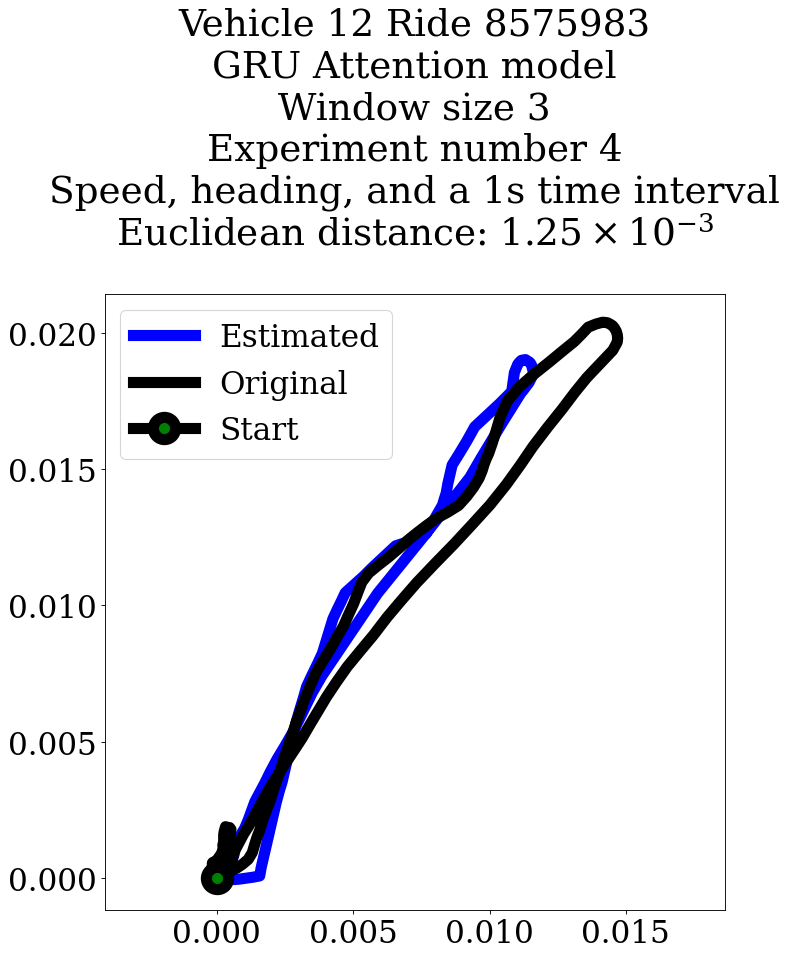 Vehicle 12 Ride 8575983
GRU Attention model
Window size 3
Experiment number 4
Speed, heading, and a 1s time interval
Euclidean distance: 1.25 × 10⁻³
Estimated
Original
Start
0.020
0.015
0.010
0.005
0.000
0.000 0.005 0.010 0.015